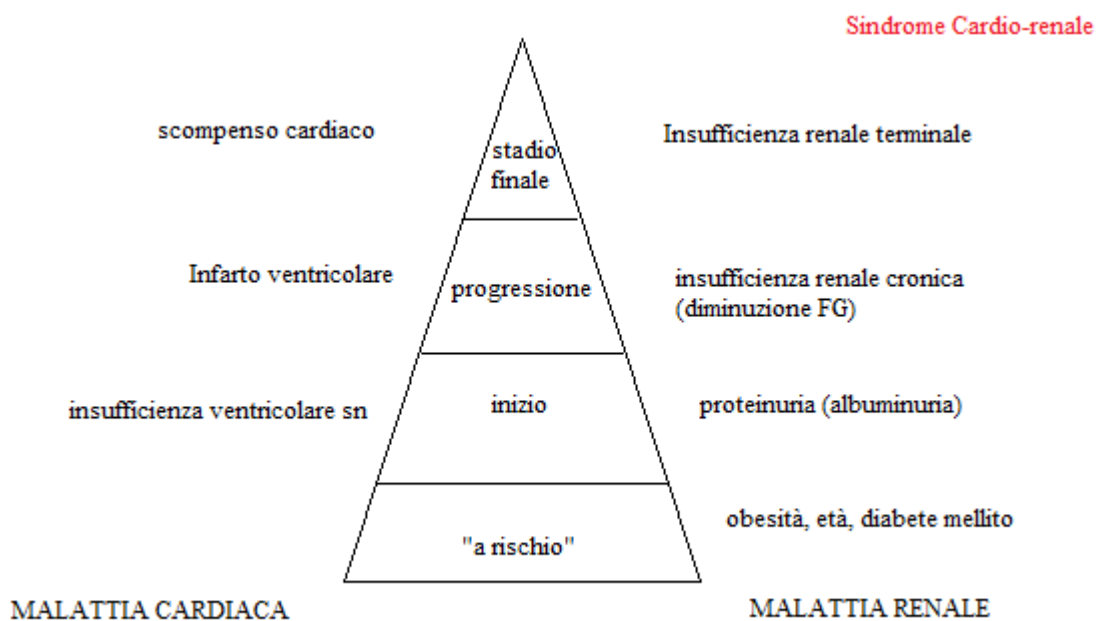 Sindrome Cardio-renale
scompenso cardiaco
stadio
finale
Insufficienza renale terminale
Infarto ventricolare
progressione
insufficienza renale cronica
(diminuzione FG)
insufficienza ventricolare sn
inizio
proteinuria (albuminuria)
"a rischio"
obesità, età, diabete mellito
MALATTIA CARDIACA
MALATTIA RENALE